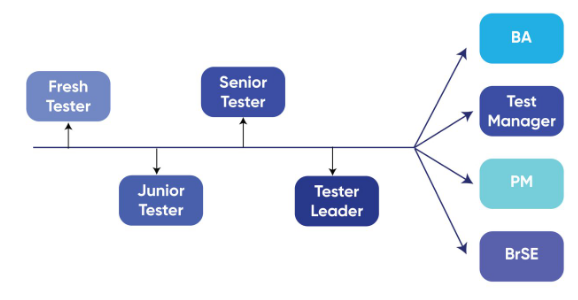 Fresh
Tester
Junior
Tester
Senior
Tester
Tester
Leader
BA
Test
Manager
PM
BrSE